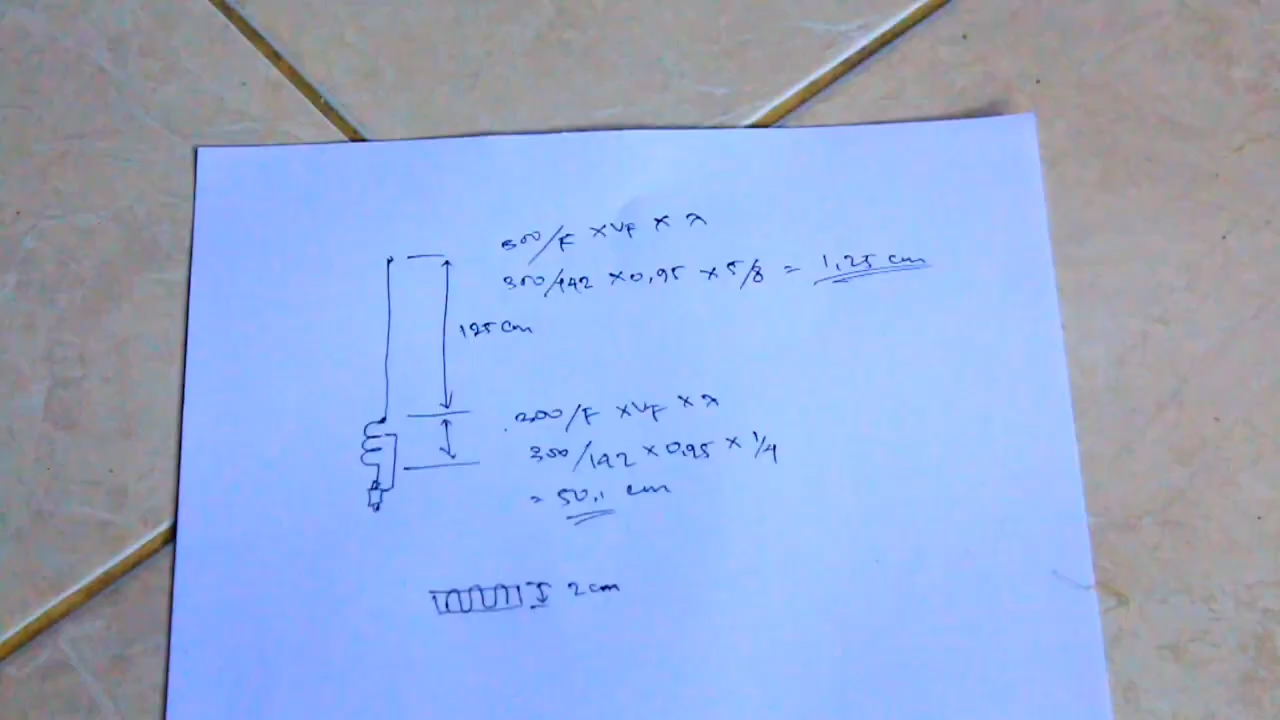 300/F x VF x λ
300/142 x 0,95 x 5/8 = 1,25 cm
125 cm
300/F x VF x λ
300/142 x 0,95 x 1/4
= 50,1 cm
2 cm